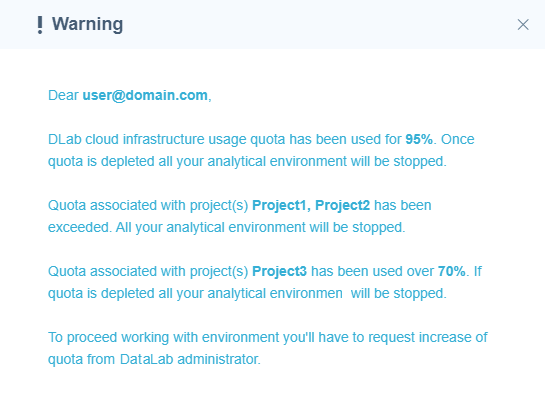 ! Warning
Dear user@domain.com,
DLab cloud infrastructure usage quota has been used for 95%. Once
quota is depleted all your analytical environment will be stopped.
Quota associated with project(s) Project1, Project2 has been
exceeded. All your analytical environment will be stopped.
Quota associated with project(s) Project3 has been used over 70%. If
quota is depleted all your analytical environmen  will be stopped.
To proceed working with environment you'll have to request increase of
quota from DataLab administrator.